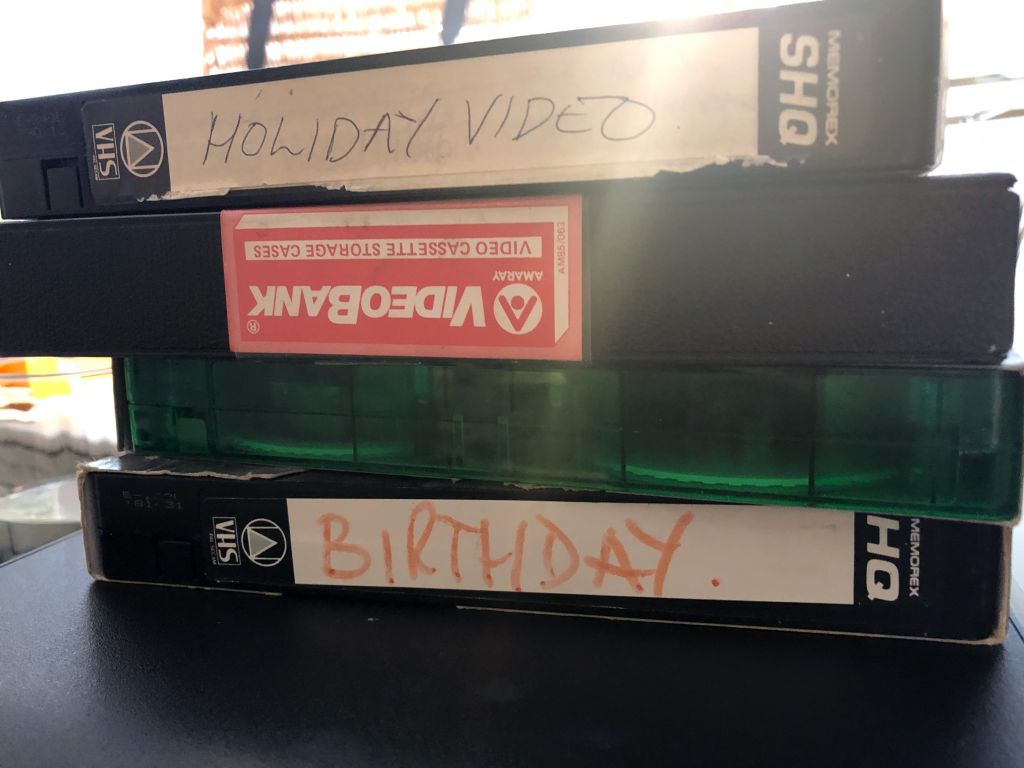 HOLIDAY VIDEO
MEMOREX
SHQ
VHS
VIDEOBANK®
AMARAY
VIDEO CASSETTE STORAGE CASES
AM85/063
BIRTHDAY.
MEMOREX
HQ
VHS